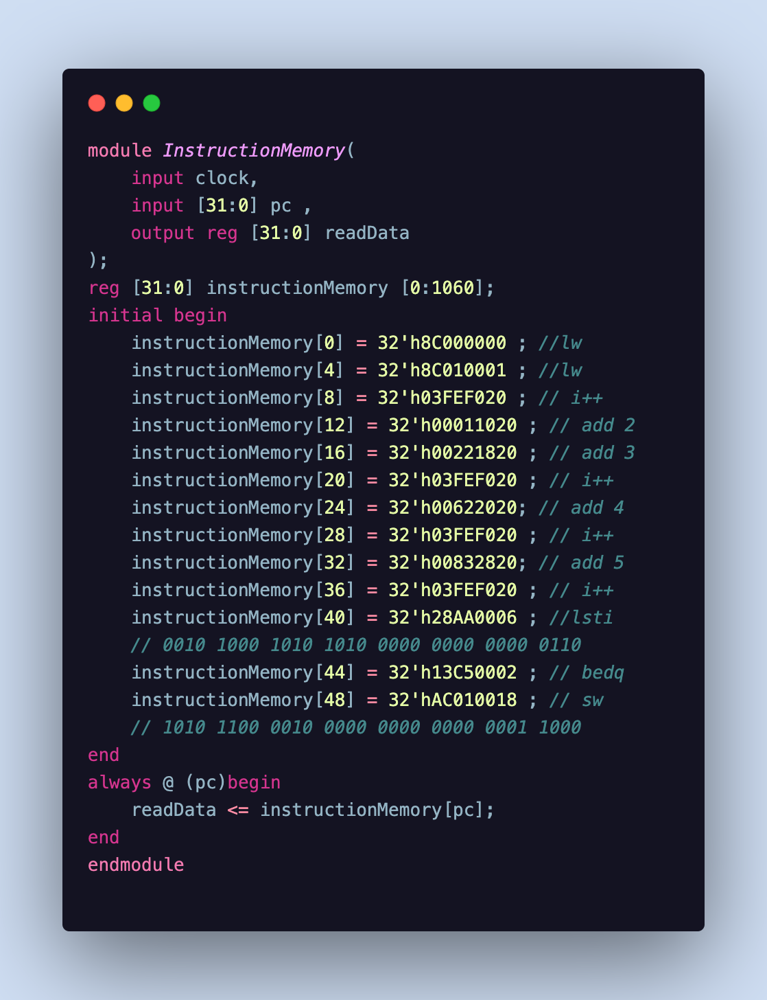 module InstructionMemory(
    input clock,
    input [31:0] pc ,
    output reg [31:0] readData
);
reg [31:0] instructionMemory [0:1060];
initial begin
    instructionMemory[0] = 32'h8C000000 ; //lw
    instructionMemory[4] = 32'h8C010001 ; //lw
    instructionMemory[8] = 32'h03FEF020 ; // i++
    instructionMemory[12] = 32'h00011020 ; // add 2
    instructionMemory[16] = 32'h00221820 ; // add 3
    instructionMemory[20] = 32'h03FEF020 ; // i++
    instructionMemory[24] = 32'h00622020; // add 4
    instructionMemory[28] = 32'h03FEF020 ; // i++
    instructionMemory[32] = 32'h00832820; // add 5
    instructionMemory[36] = 32'h03FEF020 ; // i++
    instructionMemory[40] = 32'h28AA0006 ; //lsti
    // 0010 1000 1010 1010 0000 0000 0000 0110
    instructionMemory[44] = 32'h13C50002 ; // bedq
    instructionMemory[48] = 32'hAC010018 ; // sw
    // 1010 1100 0010 0000 0000 0000 0001 1000
end
always @ (pc)begin
    readData <= instructionMemory[pc];
end
endmodule